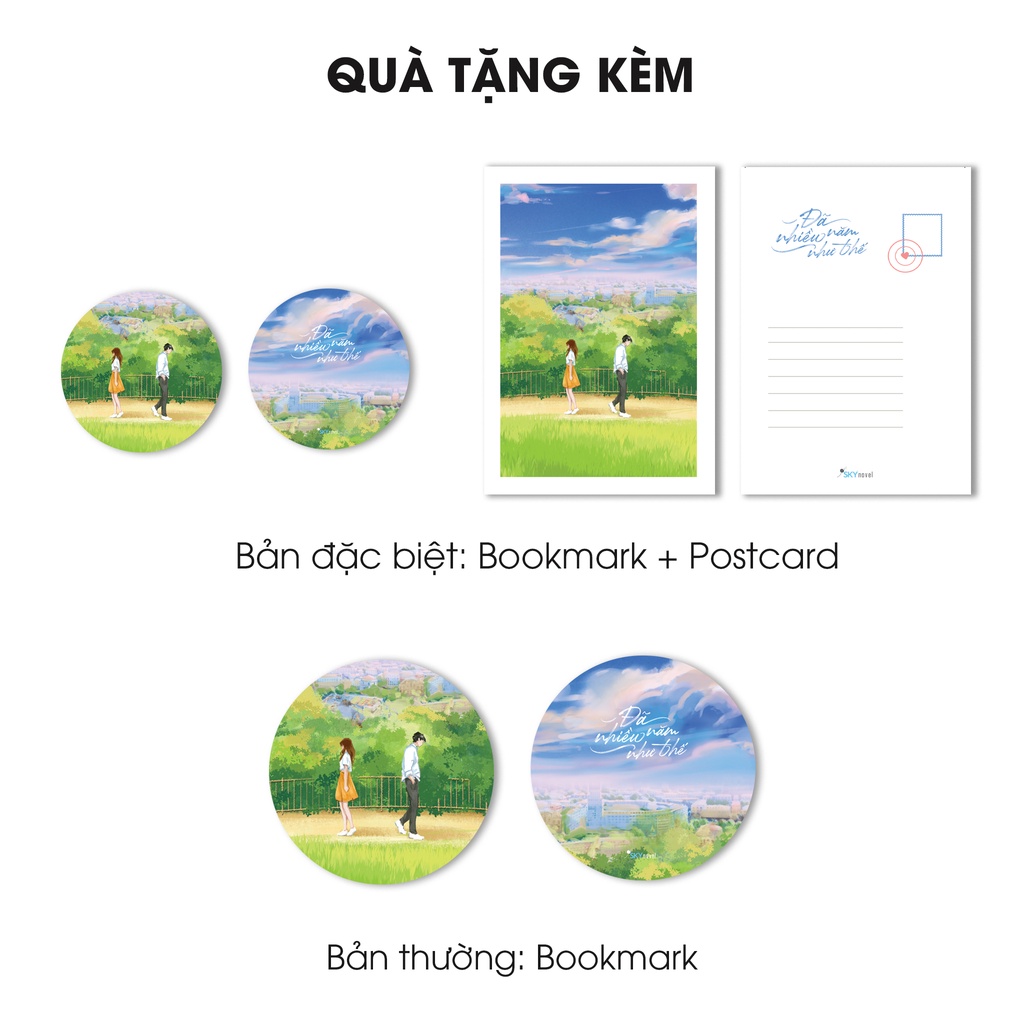 QUÀ TẶNG KÈM
Đã
nhiều năm
như thế
Đã
nhiều năm
như thế
SKYnovel
Bản đặc biệt: Bookmark + Postcard
Đã
nhiều năm
như thế
SKYnovel
Bản thường: Bookmark